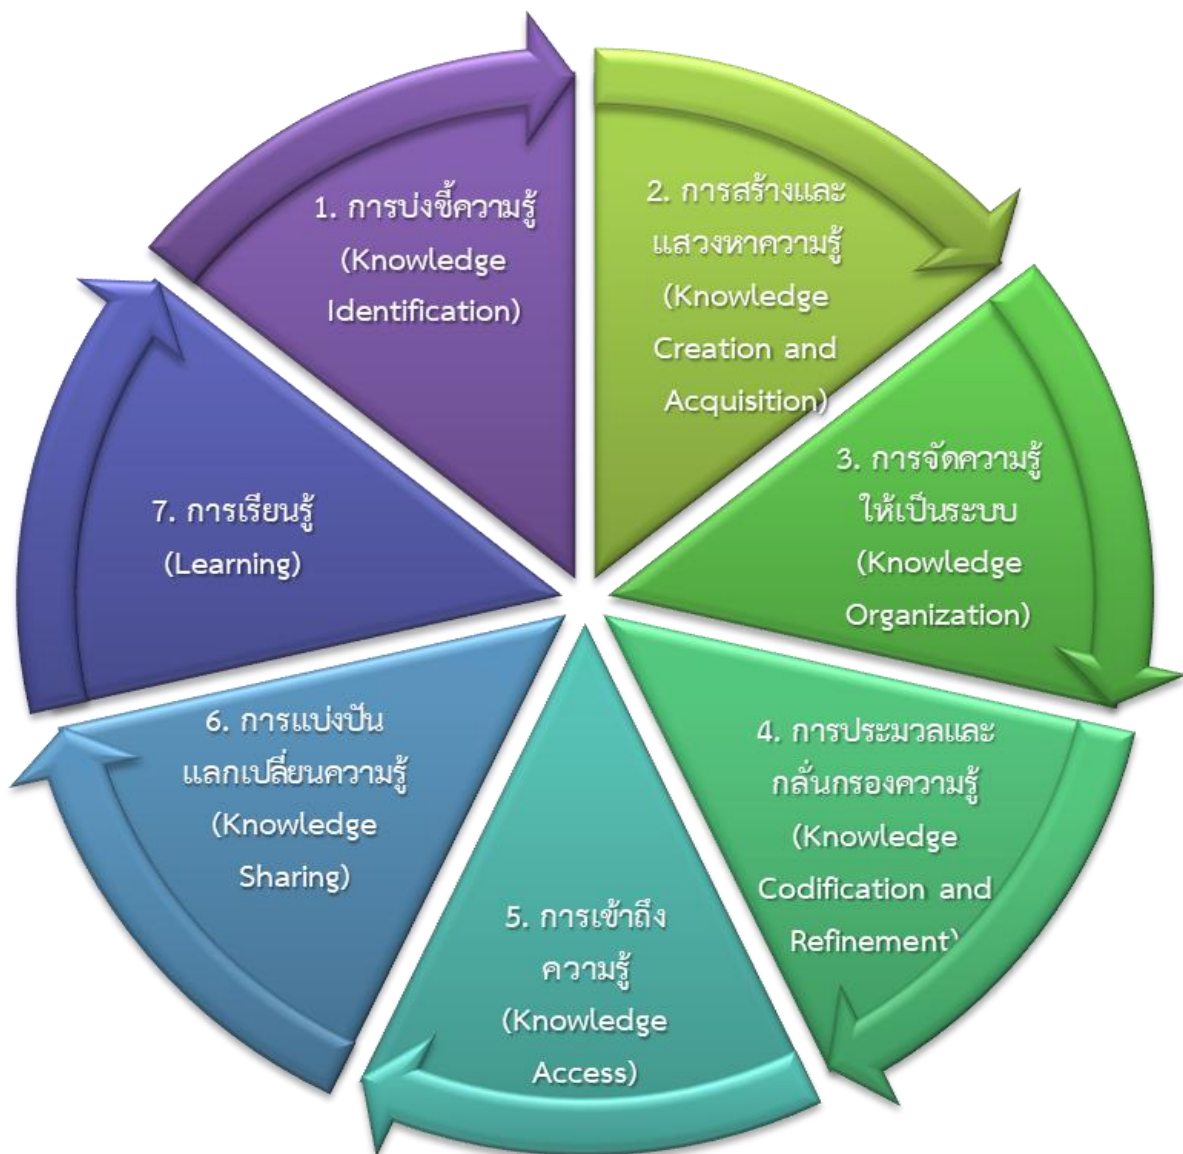 1. การบ่งชี้ความรู้
(Knowledge
Identification)
2. การสร้างและ
แสวงหาความรู้
(Knowledge
Creation and
Acquisition)
3. การจัดความรู้
ให้เป็นระบบ
(Knowledge
Organization)
4. การประมวลและ
กลั่นกรองความรู้
(Knowledge
Codification and
Refinement)
5. การเข้าถึง
ความรู้
(Knowledge
Access)
6. การแบ่งปัน
แลกเปลี่ยนความรู้
(Knowledge
Sharing)
7. การเรียนรู้
(Learning)